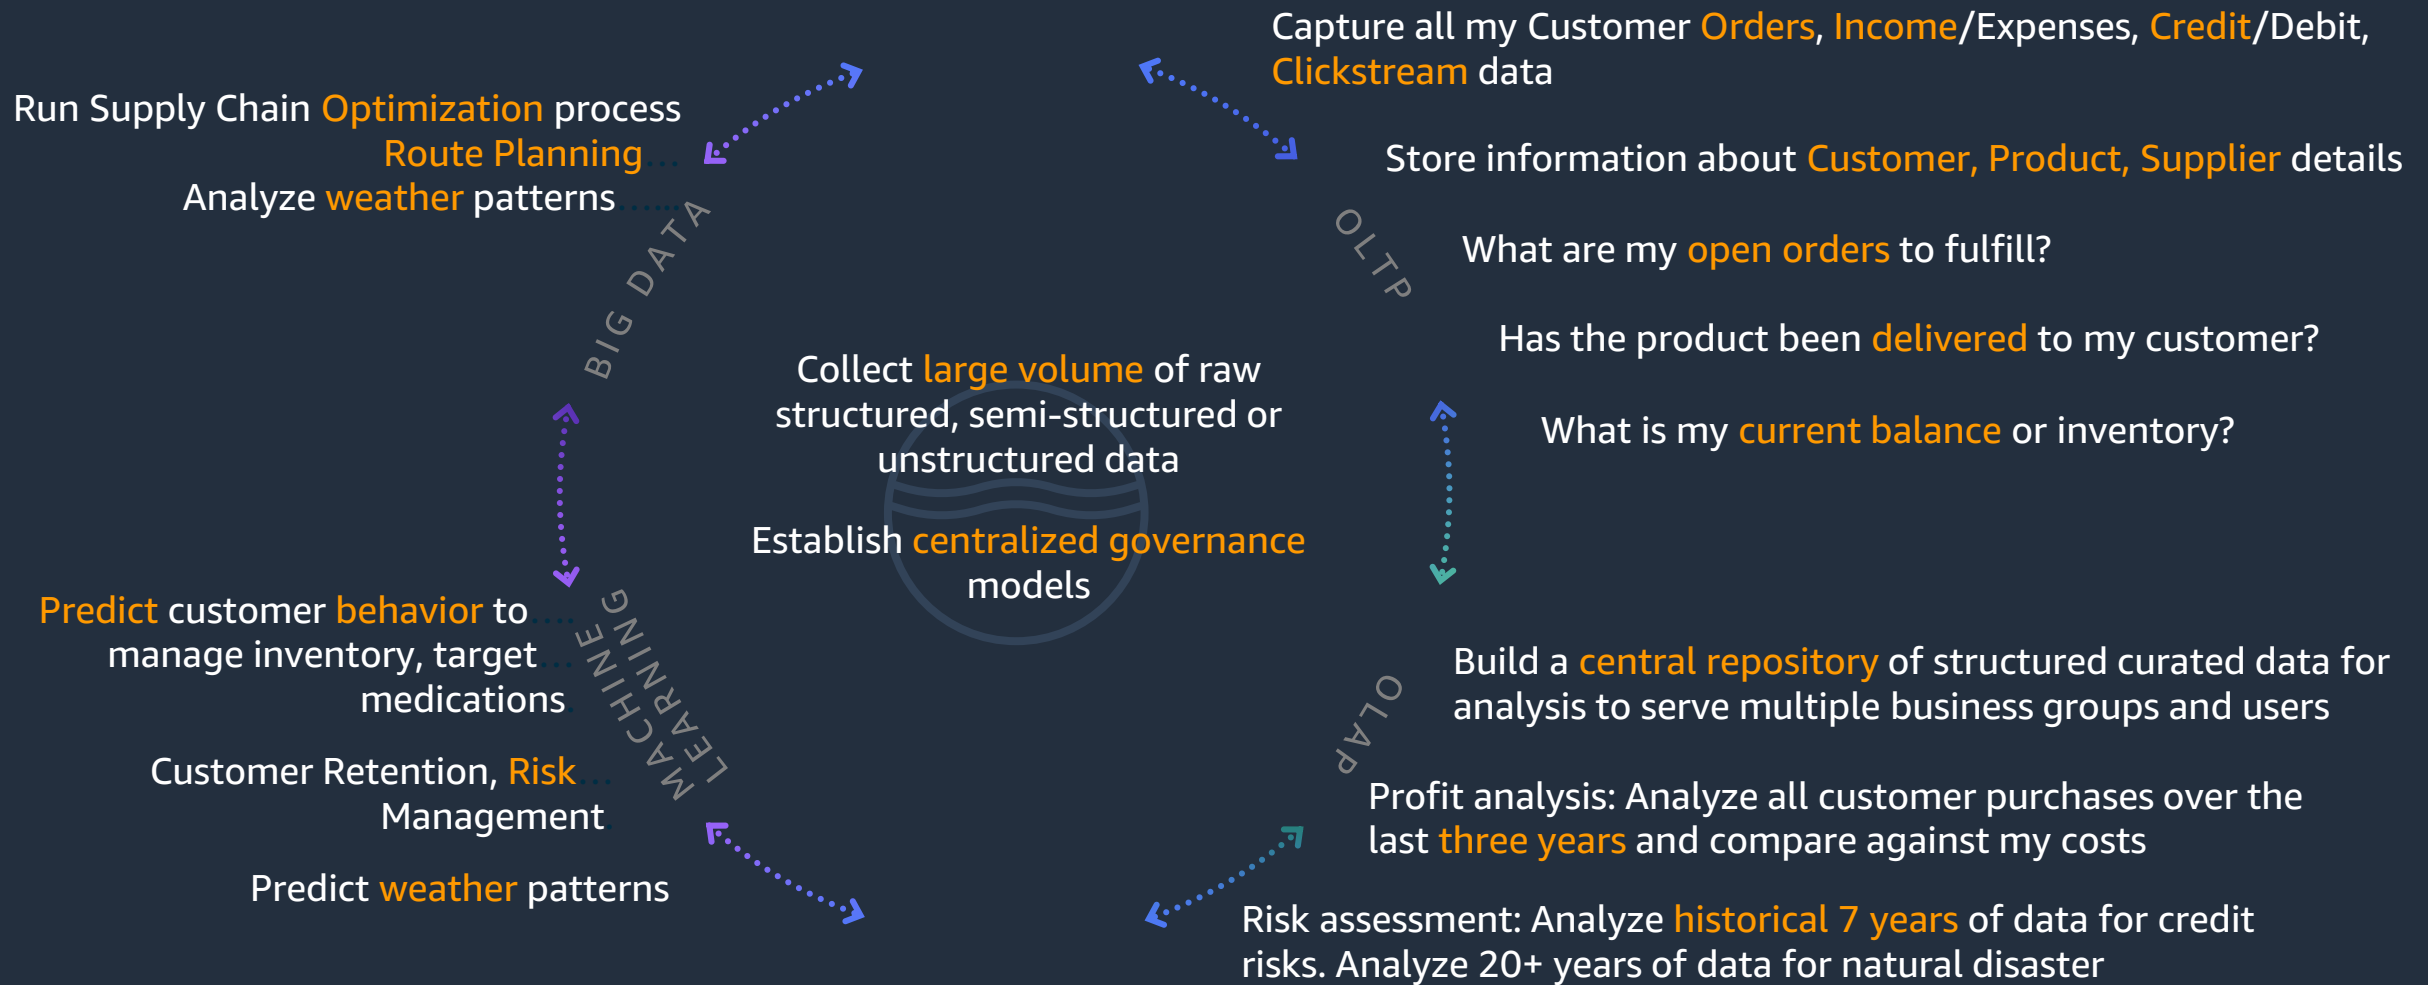 Capture all my Customer Orders, Income/Expenses, Credit/Debit,
Clickstream data
Store information about Customer, Product, Supplier details
What are my open orders to fulfill?
Has the product been delivered to my customer?
What is my current balance or inventory?
OLTP
Run Supply Chain Optimization process
Route Planning...
Analyze weather patterns......
BIG DATA
Collect large volume of raw
structured, semi-structured or
unstructured data
Establish centralized governance
models
Predict customer behavior to....
manage inventory, target...
medications.
Customer Retention, Risk...
Management.
Predict weather patterns
MACHINE
LEARNING
OLAP
Build a central repository of structured curated data for
analysis to serve multiple business groups and users
Profit analysis: Analyze all customer purchases over the
last three years and compare against my costs
Risk assessment: Analyze historical 7 years of data for credit
risks. Analyze 20+ years of data for natural disaster